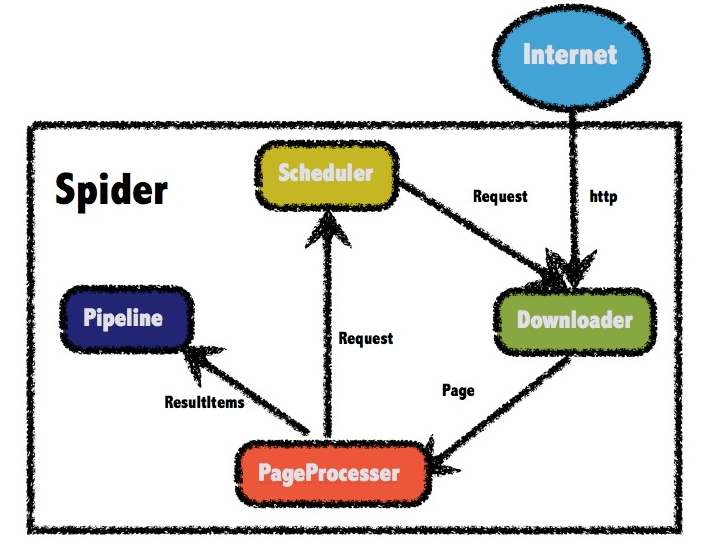 Internet
Spider
Scheduler
Request
http
Pipeline
Downloader
Request
Page
ResultItems
PageProcesser